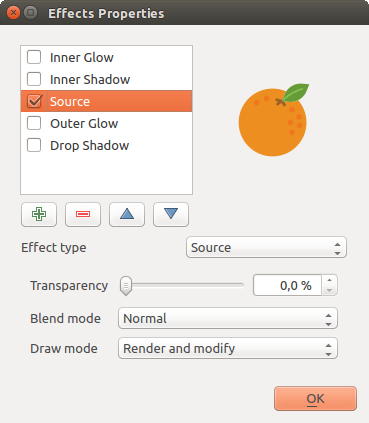 Effects Properties
Inner Glow
Inner Shadow
Source
Outer Glow
Drop Shadow
Effect type Source
Transparency 0,0 %
Blend mode Normal
Draw mode Render and modify
OK